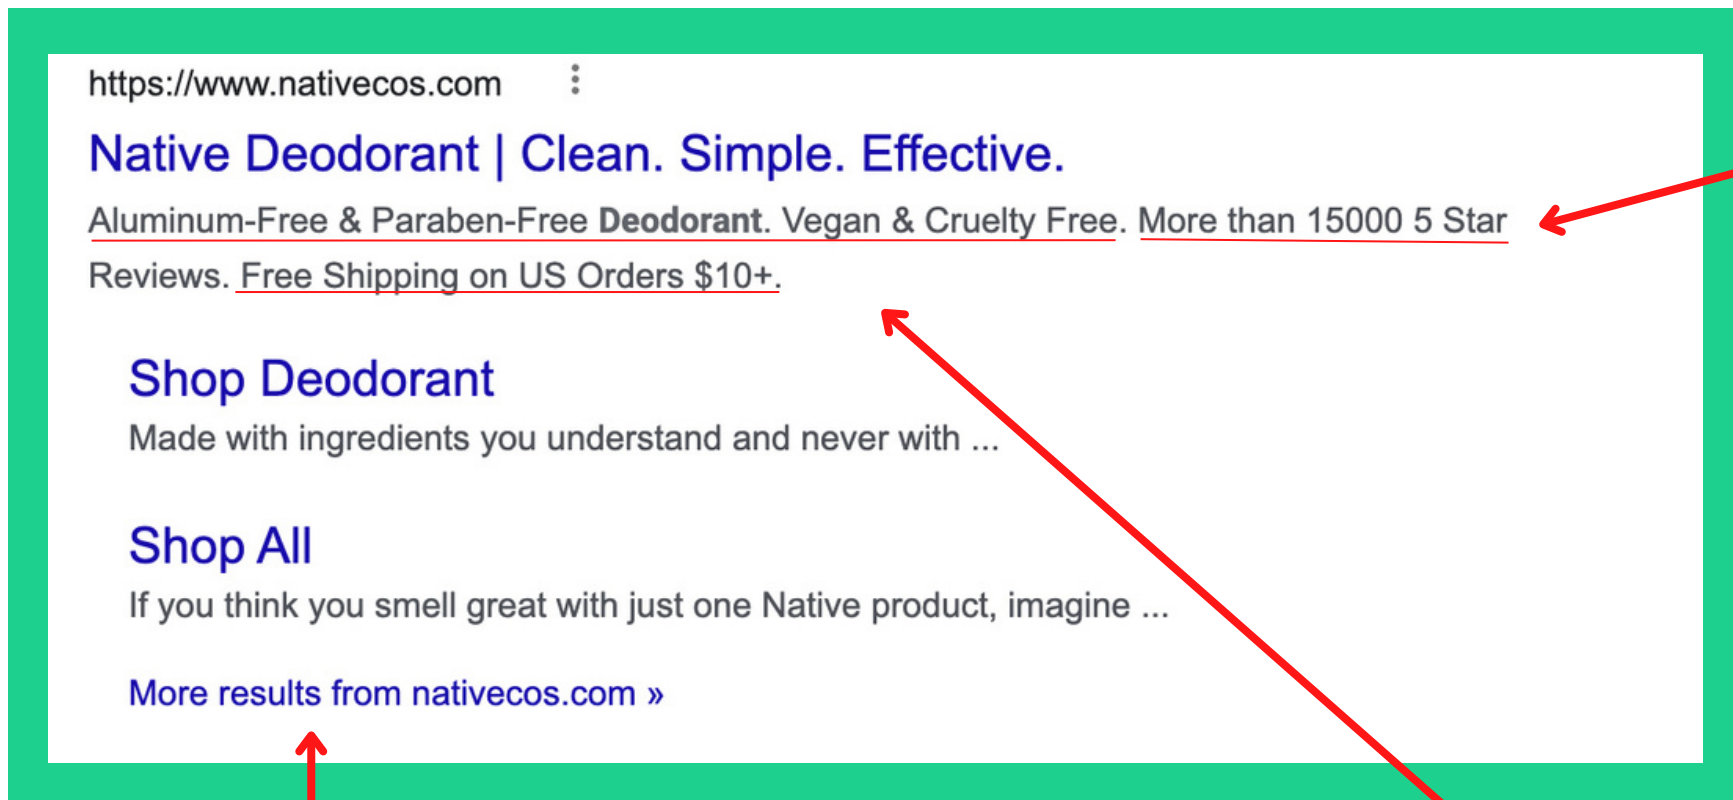 https://www.nativecos.com
Native Deodorant | Clean. Simple. Effective.
Aluminum-Free & Paraben-Free Deodorant. Vegan & Cruelty Free. More than 15000 5 Star
Reviews. Free Shipping on US Orders $10+.
Shop Deodorant
Made with ingredients you understand and never with ...
Shop All
If you think you smell great with just one Native product, imagine ...
More results from nativecos.com »